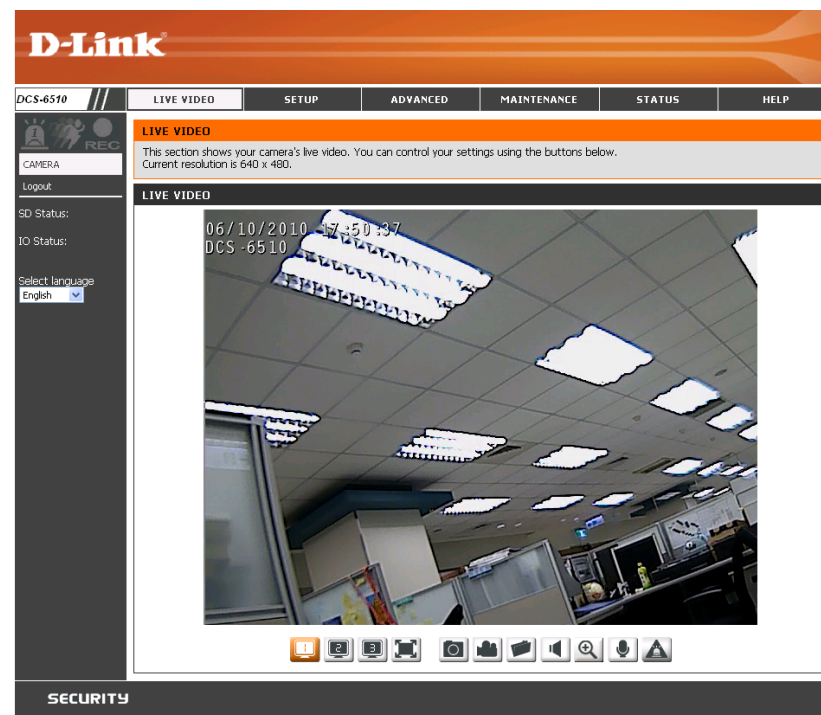 D-Link®
DCS-6510
LIVE VIDEO
SETUP
ADVANCED
MAINTENANCE
STATUS
HELP
REC
CAMERA
Logout
SD Status:
IO Status:
Select language
English
LIVE VIDEO
This section shows your camera's live video. You can control your settings using the buttons below.
Current resolution is 640 x 480.
LIVE VIDEO
06/10/2010 17:50:37
DCS-6510
1
2
3
SECURITY